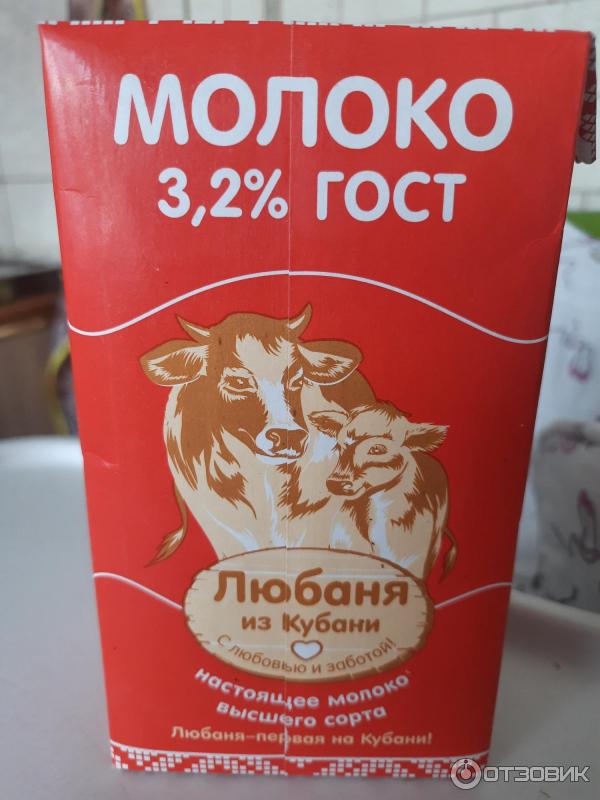 МОЛОКО
3,2% ГОСТ
Любаня
из Кубани
С любовью и заботой!
настоящее молоко
высшего сорта
Любаня-первая на Кубани!
ОТЗОВИК